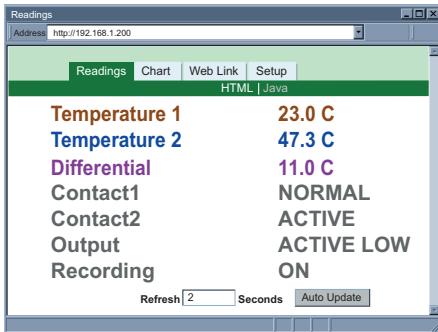 Readings
Address http://192.168.1.200
Readings Chart Web Link Setup
HTML | Java
Temperature 1 23.0 C
Temperature 2 47.3 C
Differential 11.0 C
Contact1 NORMAL
Contact2 ACTIVE
Output ACTIVE LOW
Recording ON
Refresh 2 Seconds Auto Update